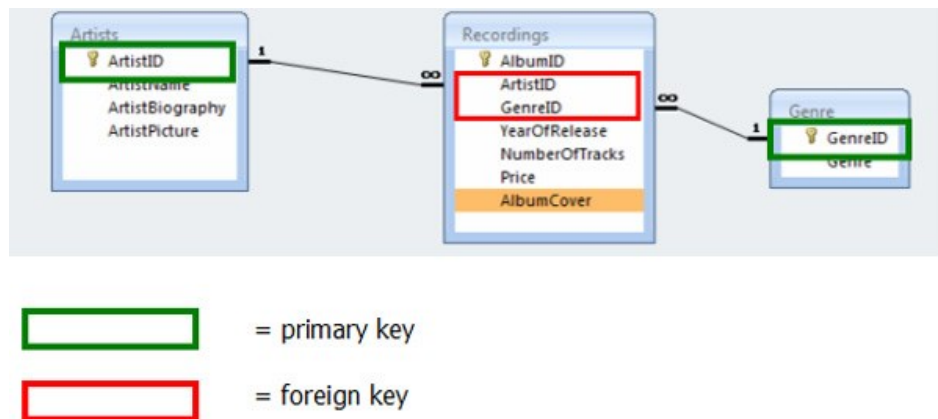 Artists
ArtistID
ArtistName
ArtistBiography
ArtistPicture
1
∞
Recordings
AlbumID
ArtistID
GenreID
YearOfRelease
NumberOfTracks
Price
AlbumCover
∞
1
Genre
GenreID
Genre
= primary key
= foreign key